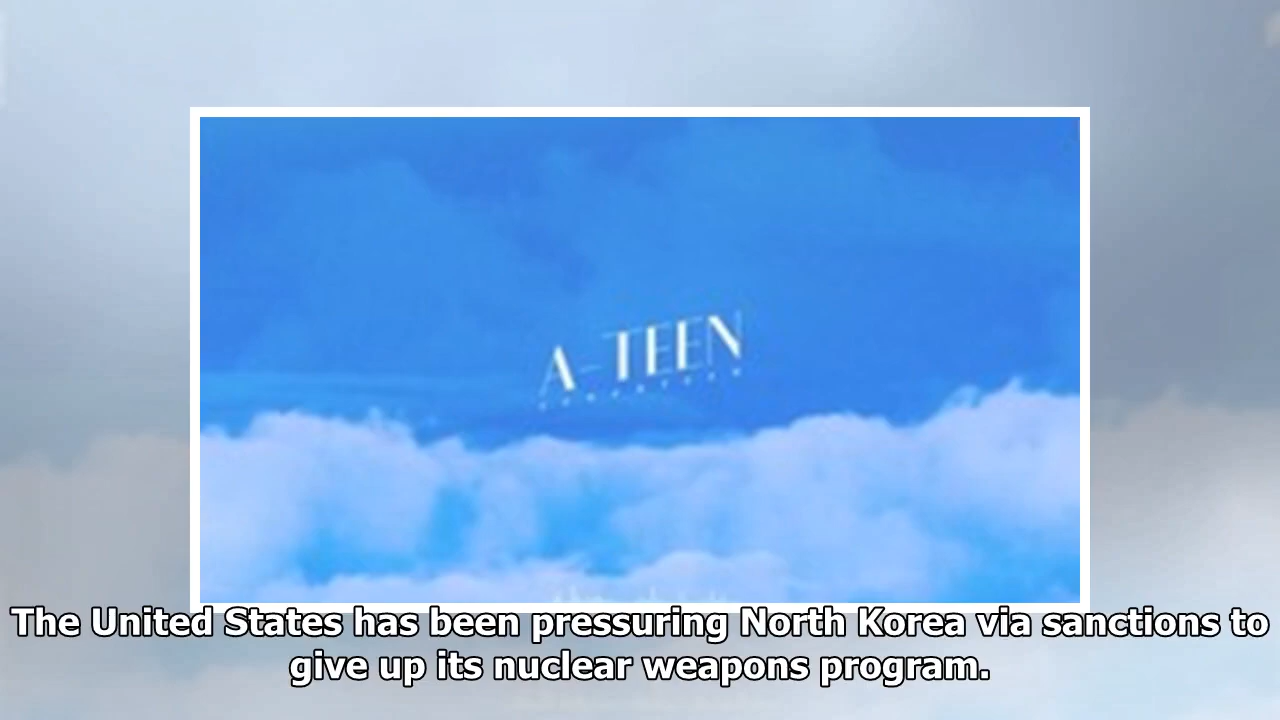 A-TEEN
The United States has been pressuring North Korea via sanctions to
give up its nuclear weapons program.